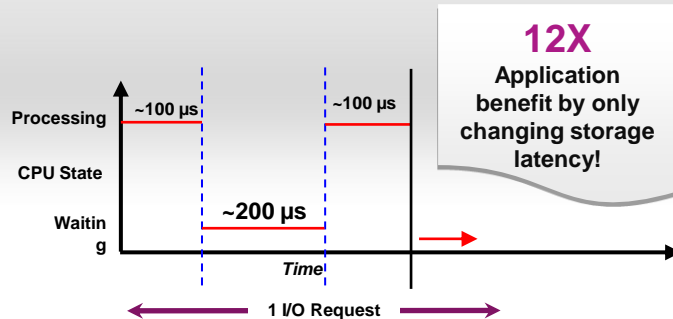 12X
Application
benefit by only
changing storage
latency!
~100 µs
~100 µs
Processing
CPU State
~200 µs
Waitin
g
Time
1 I/O Request